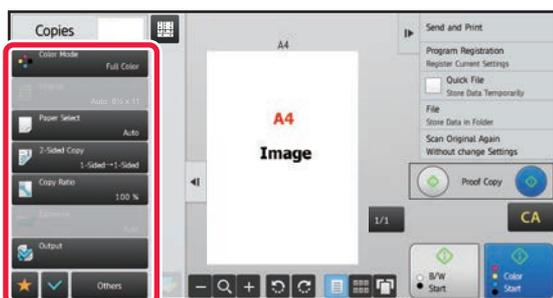 Copies
Color Mode
Full Color
Original
Auto 8½ x 11
Paper Select
Auto
2-Sided Copy
1-Sided→1-Sided
Copy Ratio
100 %
Exposure
Auto
Output
Others
A4
A4
Image
1/1
Send and Print
Program Registration
Register Current Settings
Quick File
Store Data Temporarily
File
Store Data in Folder
Scan Original Again
Without change Settings
Proof Copy
CA
B/W
Start
Color
Start